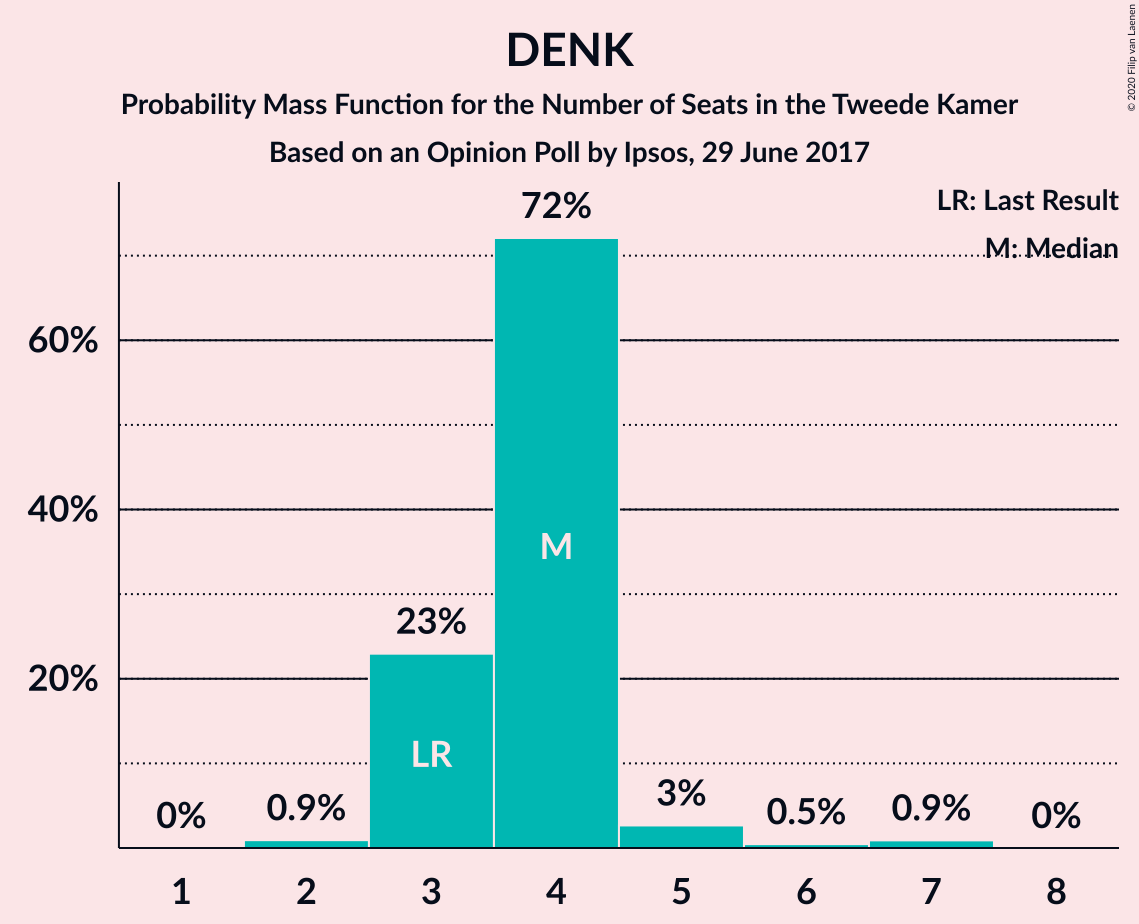 DENK
Probability Mass Function for the Number of Seats in the Tweede Kamer
Based on an Opinion Poll by Ipsos, 29 June 2017
© 2020 Filip van Laenen
LR: Last Result
M: Median
72%
60%
40%
20%
M
23%
LR
0%
0.9%
3%
0.5%
0.9%
0%
1 2 3 4 5 6 7 8